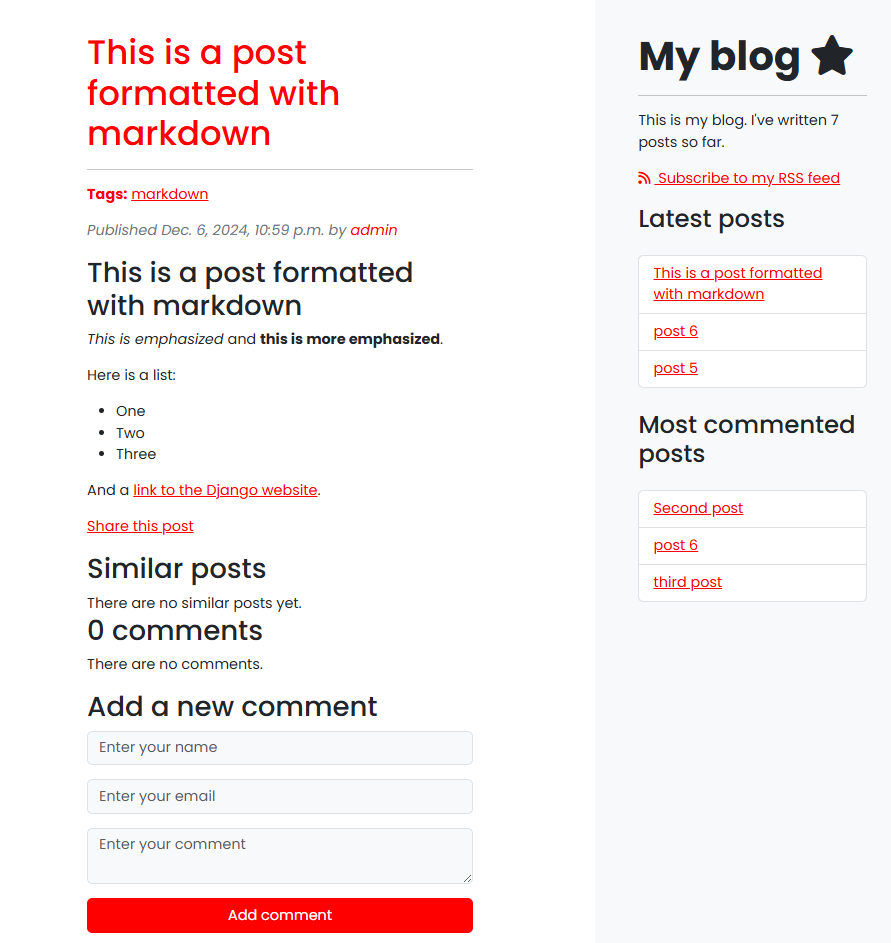 This is a post
formatted with
markdown
Tags: markdown
Published Dec. 6, 2024, 10:59 p.m. by admin
This is a post formatted
with markdown
This is emphasized and this is more emphasized.
Here is a list:
One
Two
Three
And a link to the Django website.
Share this post
Similar posts
There are no similar posts yet.
0 comments
There are no comments.
Add a new comment
Enter your name
Enter your email
Enter your comment
Add comment
My blog
This is my blog. I've written 7
posts so far.
Subscribe to my RSS feed
Latest posts
This is a post formatted
with markdown
post 6
post 5
Most commented
posts
Second post
post 6
third post